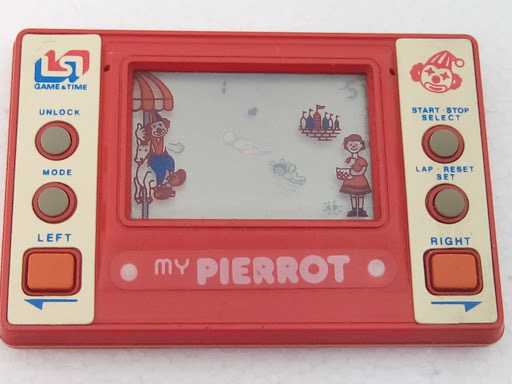 GAME & TIME
UNLOCK
MODE
LEFT
START · STOP
SELECT
LAP · RESET
SET
RIGHT
MY PIERROT